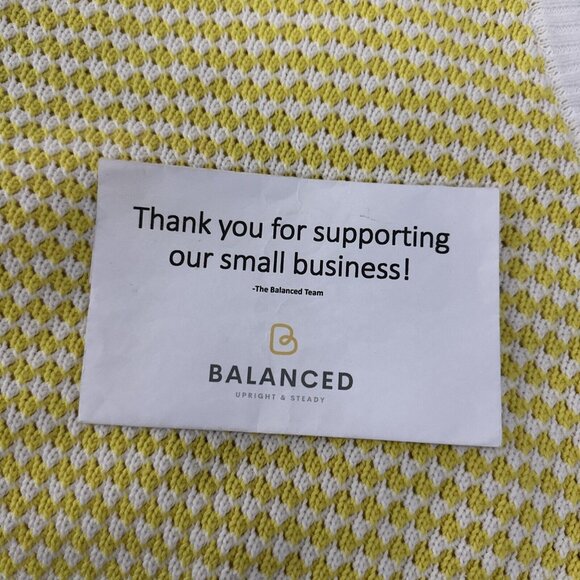 Thank you for supporting
our small business!
-The Balanced Team
B
BALANCED
UPRIGHT & STEADY